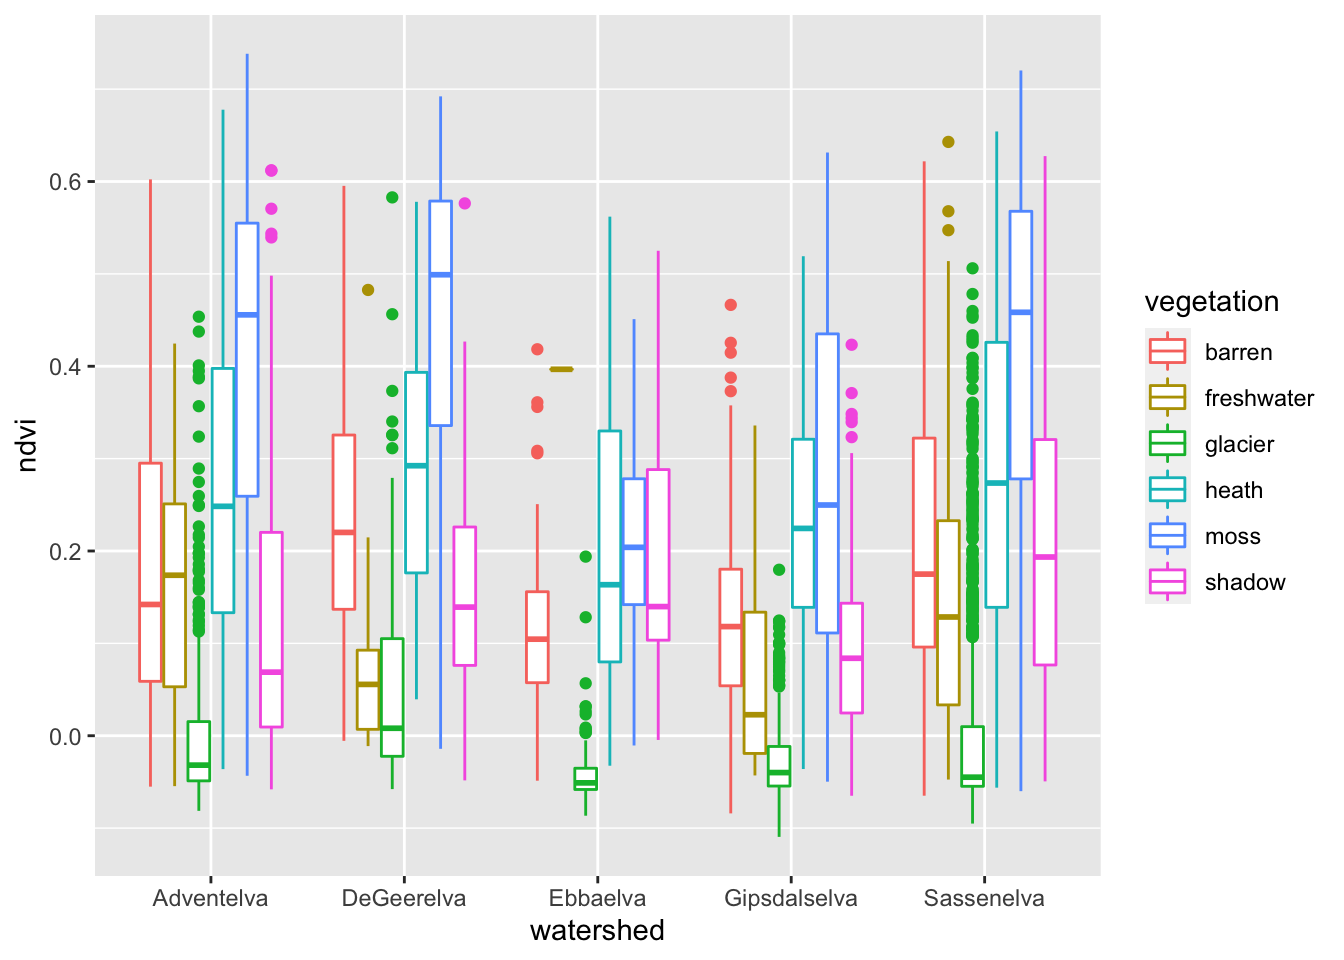 ndvi
0.6
0.4
0.2
0.0
Adventelva DeGeerelva Ebbaelva Gipsdalselva Sassenelva
watershed
vegetation
barren
freshwater
glacier
heath
moss
shadow